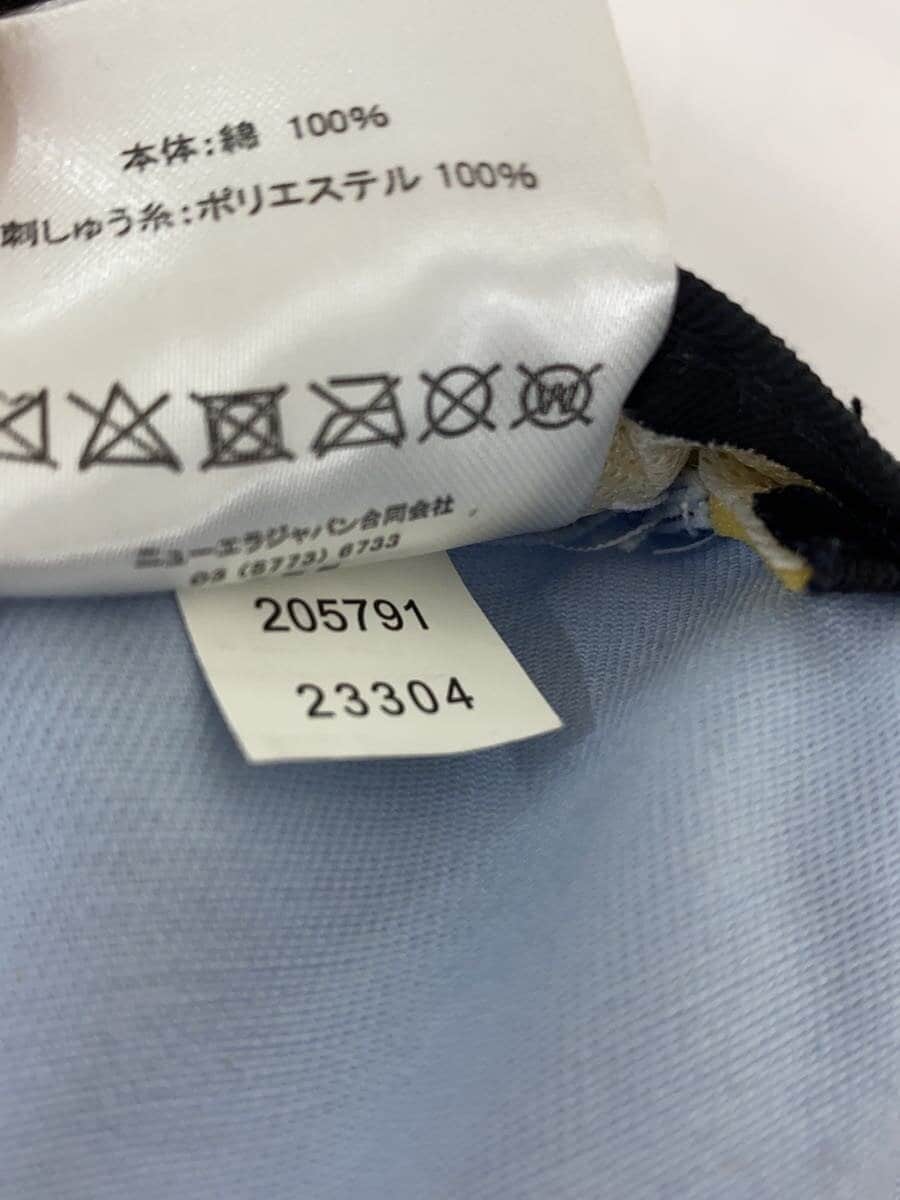 本体:綿 100%
刺しゅう糸:ポリエステル 100%
ニューエラジャパン合同会社
03 (5773) 6733
205791
23304